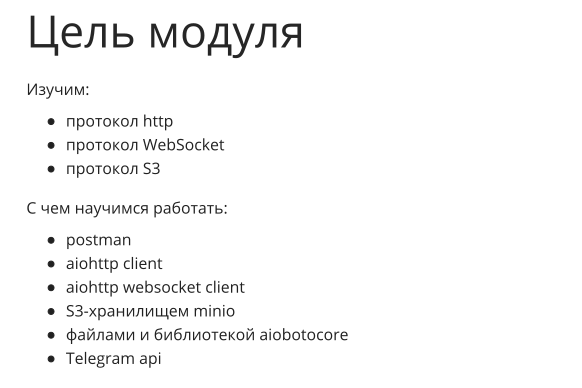 Цель модуля
Изучим:
• протокол http
• протокол WebSocket
• протокол S3
С чем научимся работать:
• postman
• aiohttp client
• aiohttp websocket client
• S3-хранилищем minio
• файлами и библиотекой aiobotocore
• Telegram api